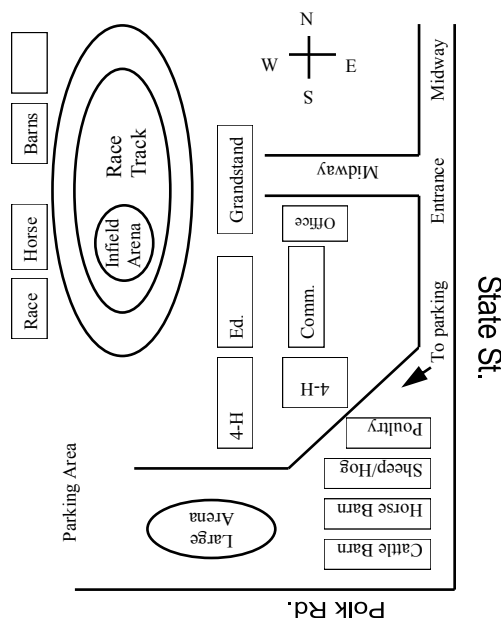 N
W E
S
Midway
Barns
Race
Track
Grandstand
Midway
Entrance
Office
Horse
Infield
Arena
State St.
Race
Ed.
Comm.
To parking
4-H
4-H
Poultry
Sheep/Hog
Parking Area
Large
Arena
Horse Barn
Cattle Barn
Polk Rd.